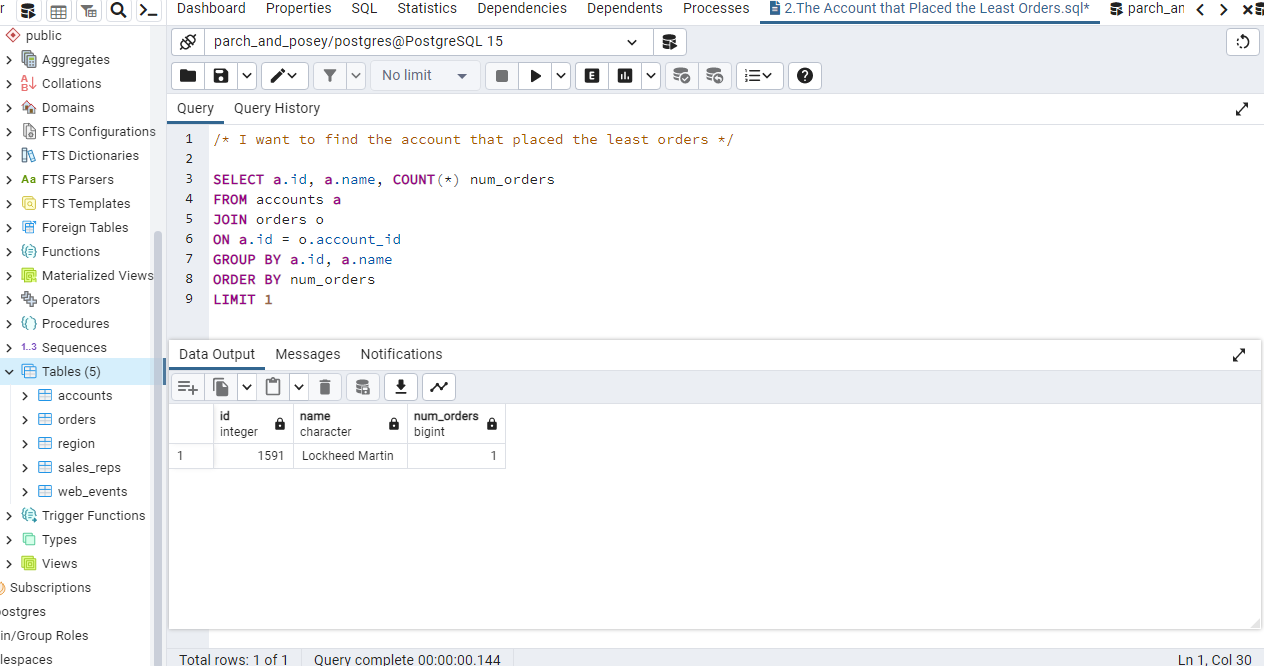 r
Dashboard Properties SQL Statistics Dependencies Dependents Processes 2.The Account that Placed the Least Orders.sql* parch_an
public
Aggregates
Collations
Domains
FTS Configurations
FTS Dictionaries
Aa FTS Parsers
FTS Templates
Foreign Tables
Functions
Materialized Views
Operators
Procedures
1..3 Sequences
Tables (5)
accounts
orders
region
sales_reps
web_events
Trigger Functions
Types
Views
Subscriptions
ostgres
in/Group Roles
lespaces
parch_and_posey/postgres@PostgreSQL 15
No limit
E
Query Query History
1 /* I want to find the account that placed the least orders */
2
3 SELECT a.id, a.name, COUNT(*) num_orders
4 FROM accounts a
5 JOIN orders o
6 ON a.id = o.account_id
7 GROUP BY a.id, a.name
8 ORDER BY num_orders
9 LIMIT 1
Data Output Messages Notifications
id name num_orders
integer character bigint
1 1591 Lockheed Martin 1
Total rows: 1 of 1 Query complete 00:00:00.144 Ln 1, Col 30